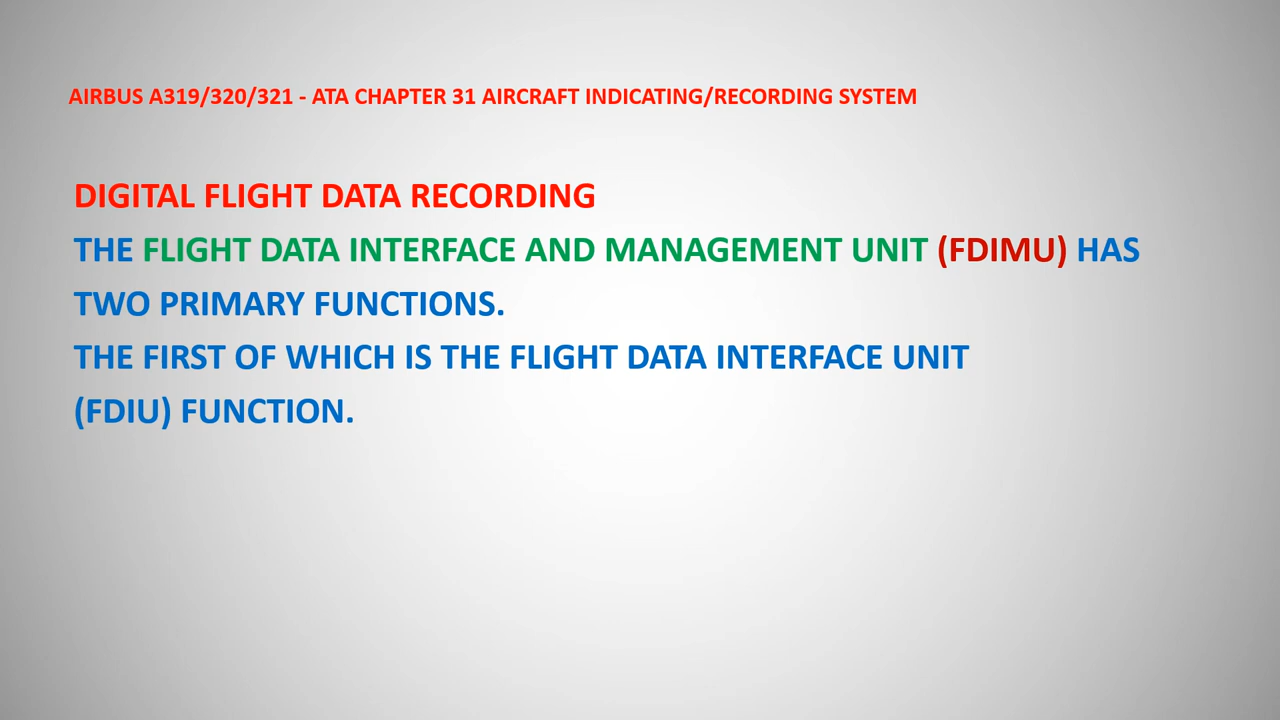 AIRBUS A319/320/321 - ATA CHAPTER 31 AIRCRAFT INDICATING/RECORDING SYSTEM
DIGITAL FLIGHT DATA RECORDING
THE FLIGHT DATA INTERFACE AND MANAGEMENT UNIT (FDIMU) HAS
TWO PRIMARY FUNCTIONS.
THE FIRST OF WHICH IS THE FLIGHT DATA INTERFACE UNIT
(FDIU) FUNCTION.